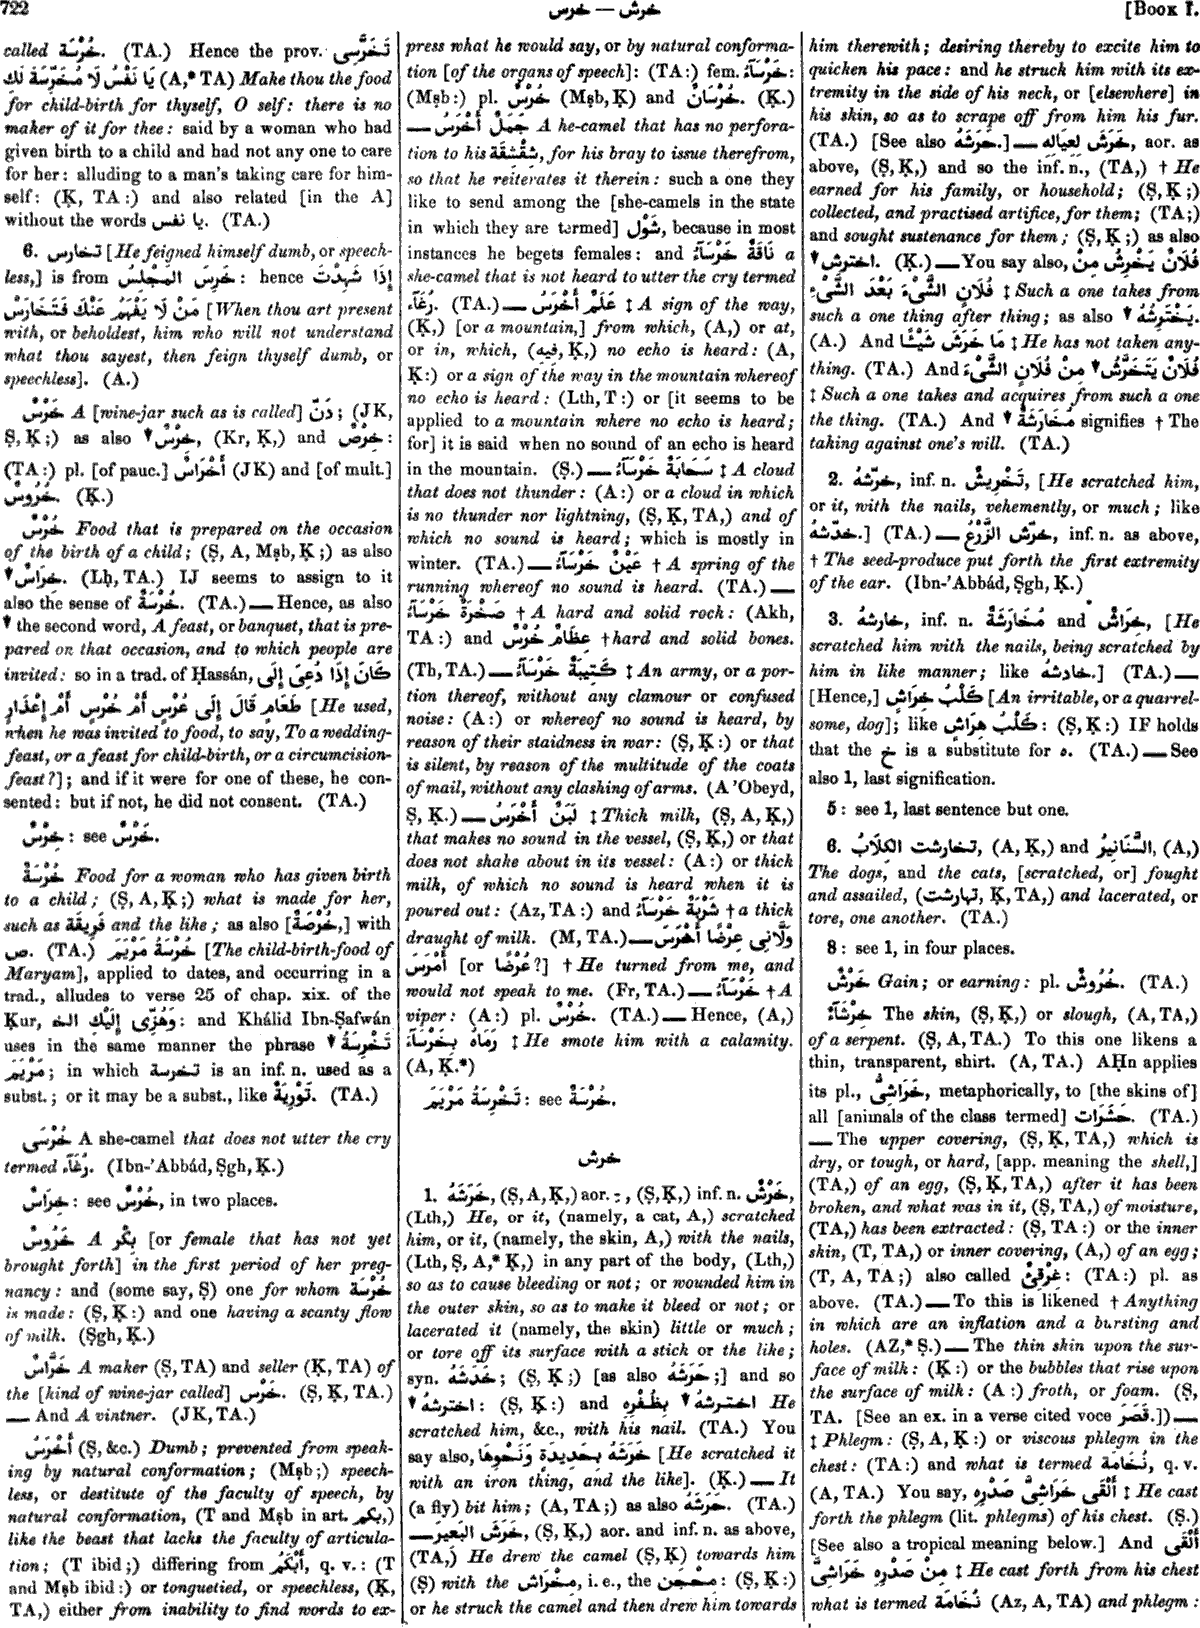 722
خرس — خرش
[Book I.
called خُرْسَة. (TA.) Hence the prov. تَخَرَّسِى
يَا نَفْسُ لَا مُخَرِّسَةَ لَكِ (A,* TA) Make thou the food
for child-birth for thyself, O self: there is no
maker of it for thee: said by a woman who had
given birth to a child and had not any one to care
for her: alluding to a man's taking care for him-
self: (Ḳ, TA:) and also related [in the A]
without the words يا نفس. (TA.)
6. تخارس [He feigned himself dumb, or speech-
less,] is from خَرِسَ المَجْلِسُ: hence إِذَا شَهِدْتَ
مَنْ لَا يَفْهَمُ عَنْكَ فَتَخَارَسْ [When thou art present
with, or beholdest, him who will not understand
what thou sayest, then feign thyself dumb, or
speechless]. (A.)
خَرْسٌ A [wine-jar such as is called] دَنّ; (JK,
Ṣ, Ḳ;) as also ▼ خِرْسٌ, (Kr, Ḳ,) and خِرْصٌ:
(TA:) pl. [of pauc.] أَخْرَاسٌ (JK) and [of mult.]
خُرُوسٌ. (Ḳ.)
خُرْسٌ Food that is prepared on the occasion
of the birth of a child; (Ṣ, A, Mṣb, Ḳ;) as also
▼ خِرَاسٌ. (Lḥ, TA.) IJ seems to assign to it
also the sense of خُرْسَةٌ. (TA.) — Hence, as also
▼ the second word, A feast, or banquet, that is pre-
pared on that occasion, and to which people are
invited: so in a trad. of Ḥassán, كَانَ إِذَا دُعِىَ إِلَى
طَعَامٍ قَالَ إِلَى عُرْسٍ أَمْ خُرْسٍ أَمْ إِعْذَارٍ [He used,
when he was invited to food, to say, To a wedding-
feast, or a feast for child-birth, or a circumcision-
feast?]; and if it were for one of these, he con-
sented: but if not, he did not consent. (TA.)
خِرْسٌ: see خَرْسٌ.
خُرْسَةٌ Food for a woman who has given birth
to a child; (Ṣ, A, Ḳ;) what is made for her,
such as فَرِيقَة and the like; as also [خُرْصَةٌ,] with
ص. (TA.) خُرْسَةُ مَرْيَمَ [The child-birth-food of
Maryam], applied to dates, and occurring in a
trad., alludes to verse 25 of chap. xix. of the
Ḳur, وَهُزِّى إِلَيْكِ الخ: and Khálid Ibn-Ṣafwán
uses in the same manner the phrase ▼ تَخْرِسَةُ
مَرْيَمَ; in which تخرسة is an inf. n. used as a
subst.; or it may be a subst., like تَوْرِيَةٌ. (TA.)
خُرْسَى A she-camel that does not utter the cry
termed رُغَآء. (Ibn-'Abbád, Ṣgh, Ḳ.)
خِرَاسٌ: see خُرْسٌ, in two places.
خَرُوسٌ A بِكْر [or female that has not yet
brought forth] in the first period of her preg-
nancy: and (some say, Ṣ) one for whom خُرْسَة
is made: (Ṣ, Ḳ:) and one having a scanty flow
of milk. (Ṣgh, Ḳ.)
خَرَّاسٌ A maker (Ṣ, TA) and seller (Ḳ, TA) of
the [kind of wine-jar called] خَرْس. (Ṣ, Ḳ, TA.)
— And A vintner. (JK, TA.)
أَخْرَسُ (Ṣ, &c.) Dumb; prevented from speak-
ing by natural conformation; (Mṣb;) speech-
less, or destitute of the faculty of speech, by
natural conformation, (T and Mṣb in art. بكم,)
like the beast that lacks the faculty of articula-
tion; (T ibid;) differing from أَبْكَمُ, q. v.: (T
and Mṣb ibid:) or tonguetied, or speechless, (Ḳ,
TA,) either from inability to find words to ex-
press what he would say, or by natural conforma-
tion [of the organs of speech]: (TA:) fem. خَرْسَآءُ:
(Mṣb:) pl. خُرْسٌ (Mṣb, Ḳ) and خُرْسَانٌ. (Ḳ.)
— جَمَلٌ أَخْرَسُ A he-camel that has no perfora-
tion to his شِقْشِقَة, for his bray to issue therefrom,
so that he reiterates it therein: such a one they
like to send among the [she-camels in the state
in which they are termed] شَوْل, because in most
instances he begets females: and نَاقَةٌ خَرْسَآءُ a
she-camel that is not heard to utter the cry termed
رُغَآء. (TA.) — عَلَمٌ أَخْرَسُ ‡ A sign of the way,
(Ḳ,) [or a mountain,] from which, (A,) or at,
or in, which, (فيه, Ḳ,) no echo is heard: (A,
Ḳ:) or a sign of the way in the mountain whereof
no echo is heard: (Lth, T:) or [it seems to be
applied to a mountain where no echo is heard;
for] it is said when no sound of an echo is heard
in the mountain. (Ṣ.) — سَحَابَةٌ خَرْسَآءُ ‡ A cloud
that does not thunder: (A:) or a cloud in which
is no thunder nor lightning, (Ṣ, Ḳ, TA,) and of
which no sound is heard; which is mostly in
winter. (TA.) — عَيْنٌ خَرْسَآءُ † A spring of the
running whereof no sound is heard. (TA.) —
صَخْرَةٌ خَرْسَآءُ † A hard and solid rock: (Akh,
TA:) and عِظَامٌ خُرْسٌ † hard and solid bones.
(Th, TA.) — كَتِيبَةٌ خَرْسَآءُ ‡ An army, or a por-
tion thereof, without any clamour or confused
noise: (A:) or whereof no sound is heard, by
reason of their staidness in war: (Ṣ, Ḳ:) or that
is silent, by reason of the multitude of the coats
of mail, without any clashing of arms. (A 'Obeyd,
Ṣ, Ḳ.) — لَبَنٌ أَخْرَسُ ‡ Thick milk, (Ṣ, A, Ḳ,)
that makes no sound in the vessel, (Ṣ, Ḳ,) or that
does not shake about in its vessel: (A:) or thick
milk, of which no sound is heard when it is
poured out: (Az, TA:) and شَرْبَةٌ خَرْسَآءُ † a thick
draught of milk. (M, TA.) — وَلَّانِى عِرْضًا أَخْرَسَ
أَمْرَسَ [or عُرْضًا?] † He turned from me, and
would not speak to me. (Fr, TA.) — خَرْسَآءُ † A
viper: (A:) pl. خُرْسٌ. (TA.) — Hence, (A,)
رَمَاهُ بِخَرْسَآءَ ‡ He smote him with a calamity.
(A, Ḳ.*)
تَخْرِسَةُ مَرْيَمَ: see خُرْسَةٌ.
خرش
1. خَرَشَهُ, (Ṣ, A, Ḳ,) aor. ـِ, (Ṣ, Ḳ,) inf. n. خَرْشٌ,
(Lth,) He, or it, (namely, a cat, A,) scratched
him, or it, (namely, the skin, A,) with the nails,
(Lth, Ṣ, A,* Ḳ,) in any part of the body, (Lth,)
so as to cause bleeding or not; or wounded him in
the outer skin, so as to make it bleed or not; or
lacerated it (namely, the skin) little or much;
or tore off its surface with a stick or the like;
syn. خَدَشَهُ; (Ṣ, Ḳ;) [as also حَرَشَهُ;] and so
▼ اخترشهُ: (Ṣ, Ḳ:) and اخترشهُ ▼ بِظُفْرِهِ He
scratched him, &c., with his nail. (TA.) You
say also, خَرَشَهُ بِحَدِيدَةٍ وَنَحْوِهَا [He scratched it
with an iron thing, and the like]. (Ḳ.) — It
(a fly) bit him; (A, TA;) as also حَرَشَهُ. (TA.)
— خَرَشَ البَعِيرَ, (Ṣ, Ḳ,) aor. and inf. n. as above,
(TA,) He drew the camel (Ṣ, Ḳ) towards him
(Ṣ) with the مِخْرَاش, i. e., the مِحْجَن: (Ṣ, Ḳ:)
or he struck the camel and then drew him towards
him therewith; desiring thereby to excite him to
quicken his pace: and he struck him with its ex-
tremity in the side of his neck, or [elsewhere] in
his skin, so as to scrape off from him his fur.
(TA.) [See also حَرَشَهُ.] — خَرَشَ لِعِيَالِهِ, aor. as
above, (Ṣ, Ḳ,) and so the inf. n., (TA,) † He
earned for his family, or household; (Ṣ, Ḳ;)
collected, and practised artifice, for them; (TA;)
and sought sustenance for them; (Ṣ, Ḳ;) as also
▼ اخترش. (Ḳ.) — You say also, فُلَانٌ يَخْرِشُ مِنْ
فُلَانٍ الشَّىْءَ بَعْدَ الشَّىْءِ ‡ Such a one takes from
such a one thing after thing; as also ▼ يَخْتَرِشُهُ.
(A.) And مَا خَرَشَ شَيْئًا ‡ He has not taken any-
thing. (TA.) And فُلَانٌ يَتَخَرَّشُ ▼ مِنْ فُلَانٍ الشَّىْءَ
‡ Such a one takes and acquires from such a one
the thing. (TA.) And ▼ مُخَارَشَةٌ signifies † The
taking against one's will. (TA.)
2. خرّشهُ, inf. n. تَخْرِيشٌ, [He scratched him,
or it, with the nails, vehemently, or much; like
خدّشهُ.] (TA.) — خرّش الزَّرْعُ, inf. n. as above,
† The seed-produce put forth the first extremity
of the ear. (Ibn-'Abbád, Ṣgh, Ḳ.)
3. خارشهُ, inf. n. مُخَارَشَةٌ and خِرَاشٌ, [He
scratched him with the nails, being scratched by
him in like manner; like خادشهُ.] (TA.) —
[Hence,] كَلْبُ خِرَاشٍ [An irritable, or a quarrel-
some, dog]; like كَلْبُ هِرَاشٍ: (Ṣ, Ḳ:) IF holds
that the خ is a substitute for ه. (TA.) — See
also 1, last signification.
5: see 1, last sentence but one.
6. تخارشت الكِلَابُ, (A, Ḳ,) and السَّنَانِيرُ, (A,)
The dogs, and the cats, [scratched, or] fought
and assailed, (تهارشت, Ḳ, TA,) and lacerated, or
tore, one another. (TA.)
8: see 1, in four places.
خَرْشٌ Gain; or earning: pl. خُرُوشٌ. (TA.)
خِرْشَآءٌ The skin, (Ṣ, Ḳ,) or slough, (A, TA,)
of a serpent. (Ṣ, A, TA.) To this one likens a
thin, transparent, shirt. (A, TA.) AḤn applies
its pl., خَرَاشِىُّ, metaphorically, to [the skins of]
all [animals of the class termed] حَشَرَات. (TA.)
— The upper covering, (Ṣ, Ḳ, TA,) which is
dry, or tough, or hard, [app. meaning the shell,]
(TA,) of an egg, (Ṣ, Ḳ, TA,) after it has been
broken, and what was in it, (Ṣ, TA,) of moisture,
(TA,) has been extracted: (Ṣ, TA:) or the inner
skin, (T, TA,) or inner covering, (A,) of an egg;
(T, A, TA;) also called غِرْقِئٌ: (TA:) pl. as
above. (TA.) — To this is likened † Anything
in which are an inflation and a bursting and
holes. (AZ,* Ṣ.) — The thin skin upon the sur-
face of milk: (Ḳ:) or the bubbles that rise upon
the surface of milk: (A:) froth, or foam. (Ṣ,
TA. [See an ex. in a verse cited voce قَصَرَ.]) —
‡ Phlegm: (Ṣ, A, Ḳ:) or viscous phlegm in the
chest: (TA:) and what is termed نُخَامَة, q. v.
(A, TA.) You say, أَلْقَى خَرَاشِىَّ صَدْرِهِ ‡ He cast
forth the phlegm (lit. phlegms) of his chest. (Ṣ.)
[See also a tropical meaning below.] And أَلْقَى
مِنْ صَدْرِهِ خَرَاشِىَّ ‡ He cast forth from his chest
what is termed نُخَامَة (Az, A, TA) and phlegm: